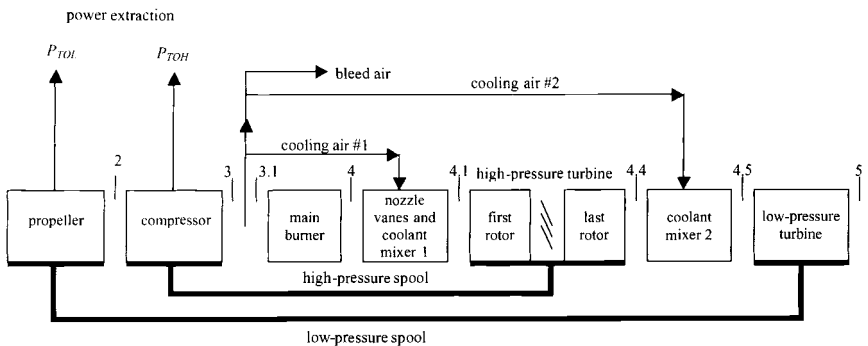 power extraction
P_TOL
P_TOH
bleed air
cooling air #2
cooling air #1
2
3
3.1
4
4.1
high-pressure turbine
4.4
4.5
5
propeller
compressor
main
burner
nozzle
vanes and
coolant
mixer 1
first
rotor
last
rotor
coolant
mixer 2
low-pressure
turbine
high-pressure spool
low-pressure spool